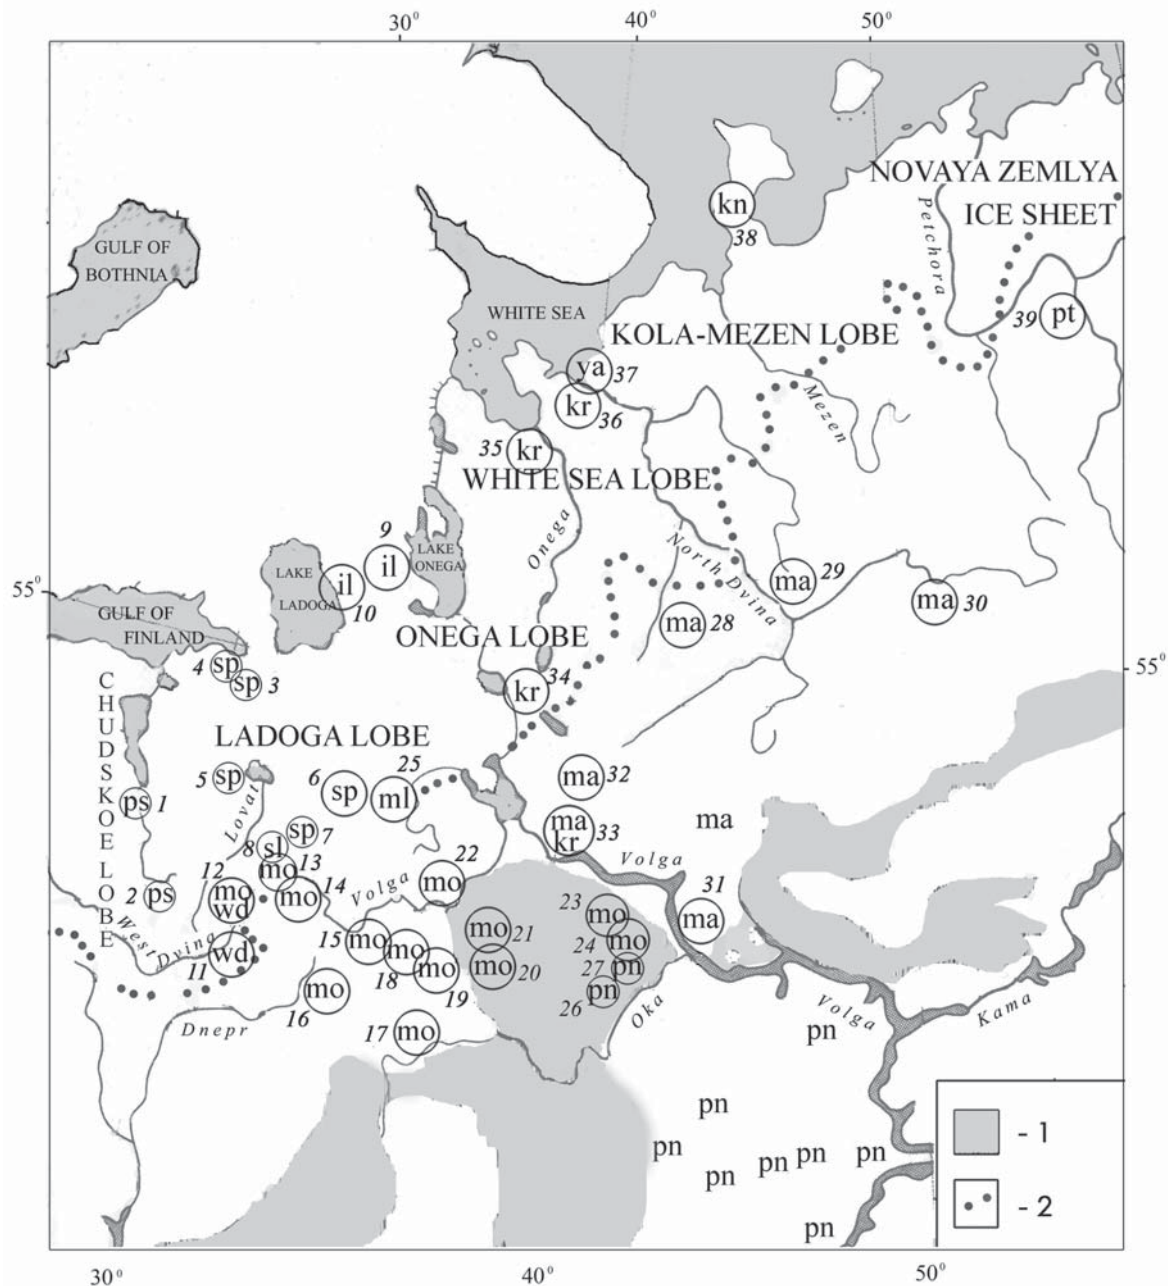 30°
40°
50°
NOVAYA ZEMLYA
ICE SHEET
Petchora
kn
38
GULF OF
BOTHNIA
39
pt
WHITE SEA
KOLA-MEZEN LOBE
ya
37
Mezen
kr
36
35
kr
WHITE SEA LOBE
9
il
LAKE
ONEGA
Onega
North Dvina
LAKE
LADOGA
il
10
ma
29
ma
30
55°
GULF OF
FINLAND
ma
28
ONEGA LOBE
4
sp
sp
3
34
kr
55°
CHUDSKOE LOBE
LADOGA LOBE
5
sp
6
sp
25
ml
ma
32
ps
1
Lovat
sp
7
ma
kr
33
ma
8
sl
mo
13
Volga
12
mo
wd
14
mo
Volga
22
mo
2
ps
31
ma
23
mo
West Dvina
11
wd
15
mo
mo
21
24
mo
18
mo
mo
19
mo
20
27
pn
26
pn
16
mo
Oka
Dnepr
17
mo
pn
Volga
Kama
pn
pn
pn
pn
pn
pn
pn
- 1
- 2
30°
40°
50°